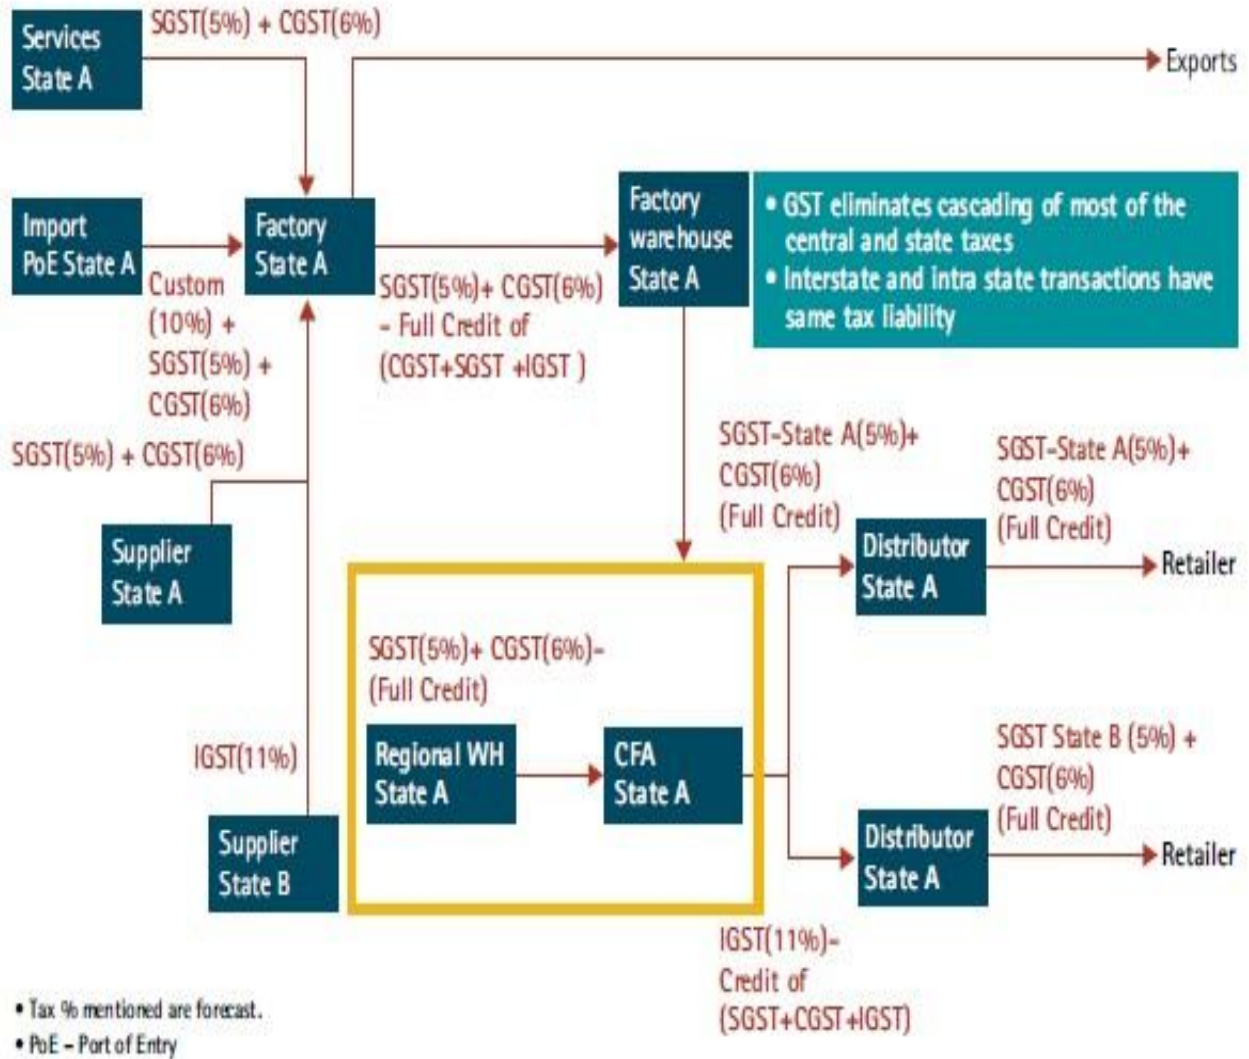 SGST(5%) + CGST(6%)
Services
State A
Exports
Import
PoE State A
Factory
State A
Factory
warehouse
State A
• GST eliminates cascading of most of the
central and state taxes
• Interstate and intra state transactions have
same tax liability
Custom
(10%) +
SGST(5%) +
CGST(6%)
SGST(5%)+ CGST(6%)
- Full Credit of
(CGST+SGST +IGST )
SGST(5%) + CGST(6%)
Supplier
State A
SGST-State A(5%)+
CGST(6%)
(Full Credit)
SGST-State A(5%)+
CGST(6%)
(Full Credit)
Distributor
State A
Retailer
SGST(5%)+ CGST(6%)-
(Full Credit)
Regional WH
State A
CFA
State A
IGST(11%)
Supplier
State B
SGST State B (5%) +
CGST(6%)
(Full Credit)
Distributor
State A
Retailer
IGST(11%)-
Credit of
(SGST+CGST+IGST)
• Tax % mentioned are forecast.
• PoE - Port of Entry